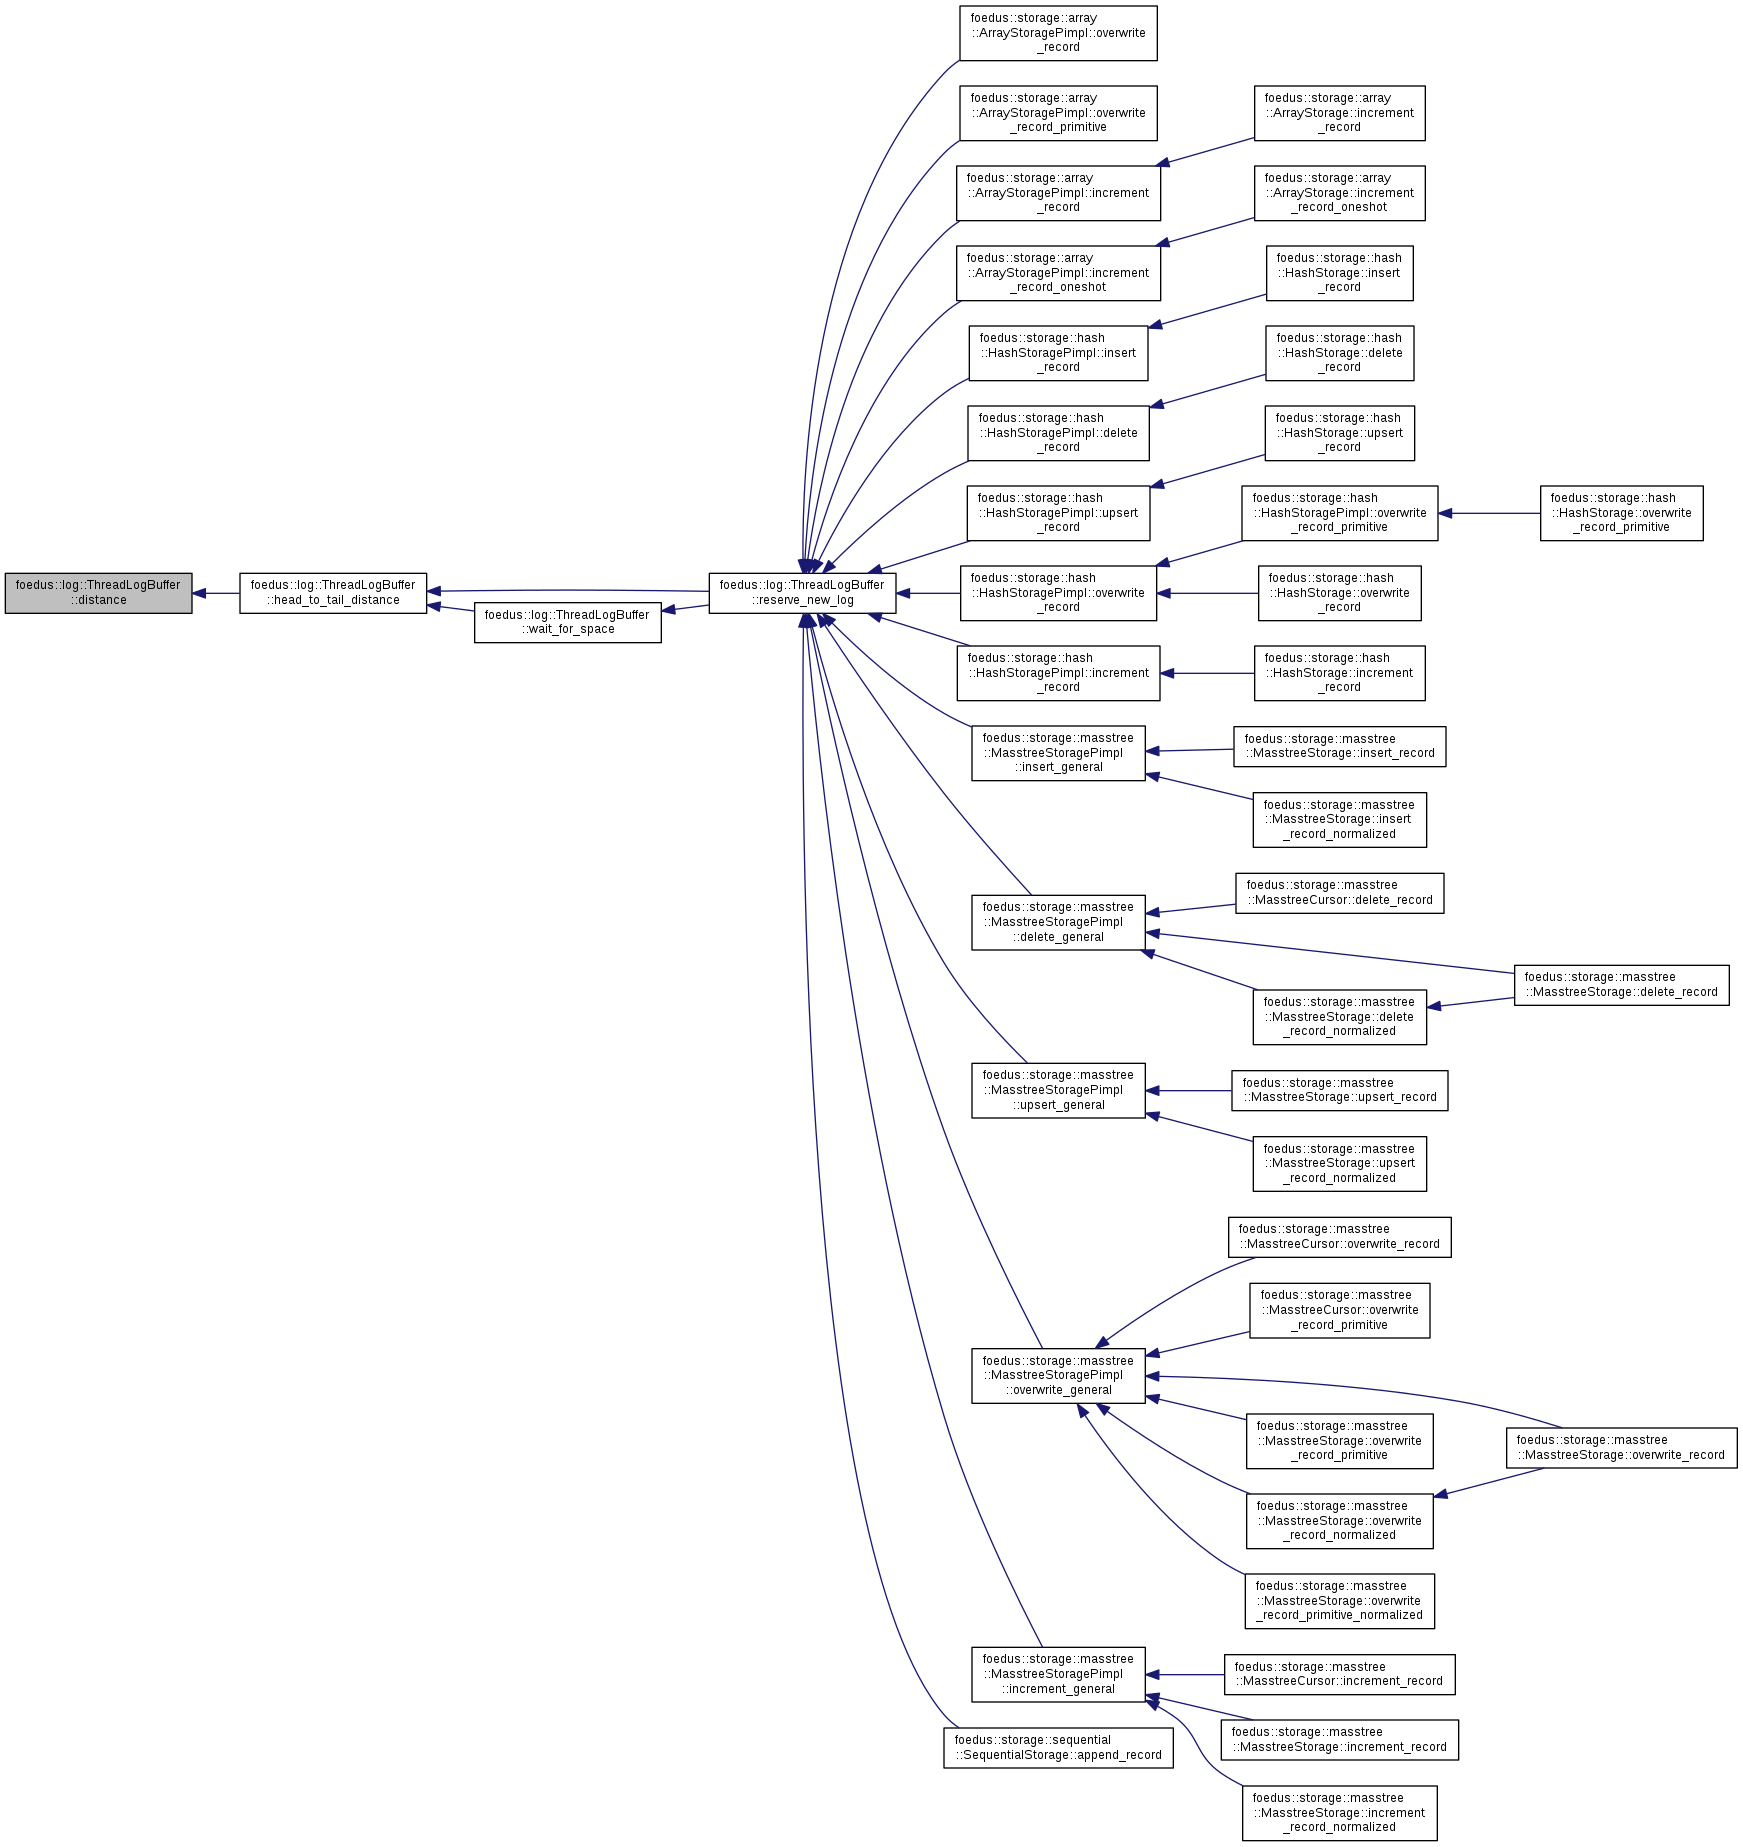 foedus::storage::array
::ArrayStoragePimpl::overwrite
_record
foedus::storage::array
::ArrayStoragePimpl::overwrite
_record_primitive
foedus::storage::array
::ArrayStorage::increment
_record
foedus::storage::array
::ArrayStoragePimpl::increment
_record
foedus::storage::array
::ArrayStorage::increment
_record_oneshot
foedus::storage::array
::ArrayStoragePimpl::increment
_record_oneshot
foedus::storage::hash
::HashStorage::insert
_record
foedus::storage::hash
::HashStoragePimpl::insert
_record
foedus::storage::hash
::HashStorage::delete
_record
foedus::storage::hash
::HashStoragePimpl::delete
_record
foedus::storage::hash
::HashStorage::upsert
_record
foedus::storage::hash
::HashStoragePimpl::upsert
_record
foedus::storage::hash
::HashStoragePimpl::overwrite
_record_primitive
foedus::storage::hash
::HashStorage::overwrite
_record_primitive
foedus::log::ThreadLogBuffer
::distance
foedus::log::ThreadLogBuffer
::head_to_tail_distance
foedus::log::ThreadLogBuffer
::wait_for_space
foedus::log::ThreadLogBuffer
::reserve_new_log
foedus::storage::hash
::HashStoragePimpl::overwrite
_record
foedus::storage::hash
::HashStorage::overwrite
_record
foedus::storage::hash
::HashStoragePimpl::increment
_record
foedus::storage::hash
::HashStorage::increment
_record
foedus::storage::masstree
::MasstreeStoragePimpl
::insert_general
foedus::storage::masstree
::MasstreeStorage::insert_record
foedus::storage::masstree
::MasstreeStorage::insert
_record_normalized
foedus::storage::masstree
::MasstreeCursor::delete_record
foedus::storage::masstree
::MasstreeStoragePimpl
::delete_general
foedus::storage::masstree
::MasstreeStorage::delete_record
foedus::storage::masstree
::MasstreeStorage::delete
_record_normalized
foedus::storage::masstree
::MasstreeStoragePimpl
::upsert_general
foedus::storage::masstree
::MasstreeStorage::upsert_record
foedus::storage::masstree
::MasstreeStorage::upsert
_record_normalized
foedus::storage::masstree
::MasstreeCursor::overwrite_record
foedus::storage::masstree
::MasstreeCursor::overwrite
_record_primitive
foedus::storage::masstree
::MasstreeStoragePimpl
::overwrite_general
foedus::storage::masstree
::MasstreeStorage::overwrite
_record_primitive
foedus::storage::masstree
::MasstreeStorage::overwrite_record
foedus::storage::masstree
::MasstreeStorage::overwrite
_record_normalized
foedus::storage::masstree
::MasstreeStorage::overwrite
_record_primitive_normalized
foedus::storage::masstree
::MasstreeStoragePimpl
::increment_general
foedus::storage::masstree
::MasstreeCursor::increment_record
foedus::storage::masstree
::MasstreeStorage::increment_record
foedus::storage::sequential
::SequentialStorage::append_record
foedus::storage::masstree
::MasstreeStorage::increment
_record_normalized